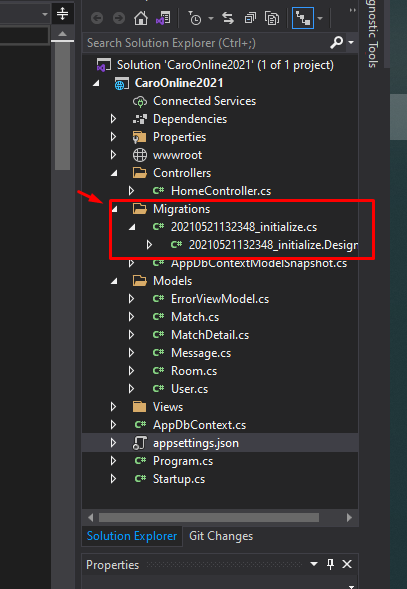 Search Solution Explorer (Ctrl+;)
Solution 'CaroOnline2021' (1 of 1 project)
CaroOnline2021
Connected Services
Dependencies
Properties
wwwroot
Controllers
C# HomeController.cs
Migrations
C# 20210521132348_initialize.cs
C# 20210521132348_initialize.Design
C# AppDbContextModelSnapshot.cs
Models
C# ErrorViewModel.cs
C# Match.cs
C# MatchDetail.cs
C# Message.cs
C# Room.cs
C# User.cs
Views
C# AppDbContext.cs
appsettings.json
C# Program.cs
C# Startup.cs
Solution Explorer Git Changes
Properties
gnostic Tools